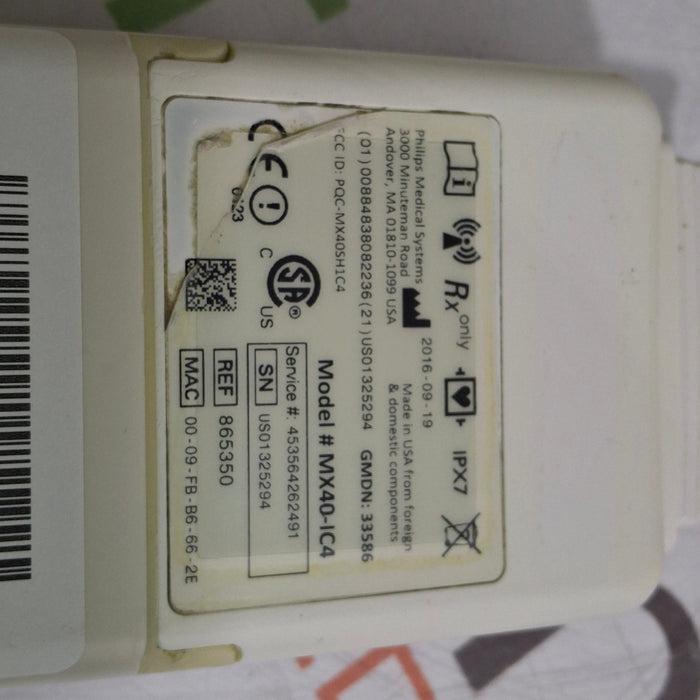 Rx only
IPX7
Philips Medical Systems
3000 Minuteman Road
Andover, MA 01810-1099 USA
2016-09-19
Made in USA from foreign
& domestic components
(01)00884838082236(21)US01325294 GMDN: 33586
FCC ID: PQC-MX40SH1C4
Model # MX40-IC4
Service #: 453564262491
SN US01325294
CSA®
C US
CE
0123
REF 865350
MAC 00-09-FB-B6-66-2E